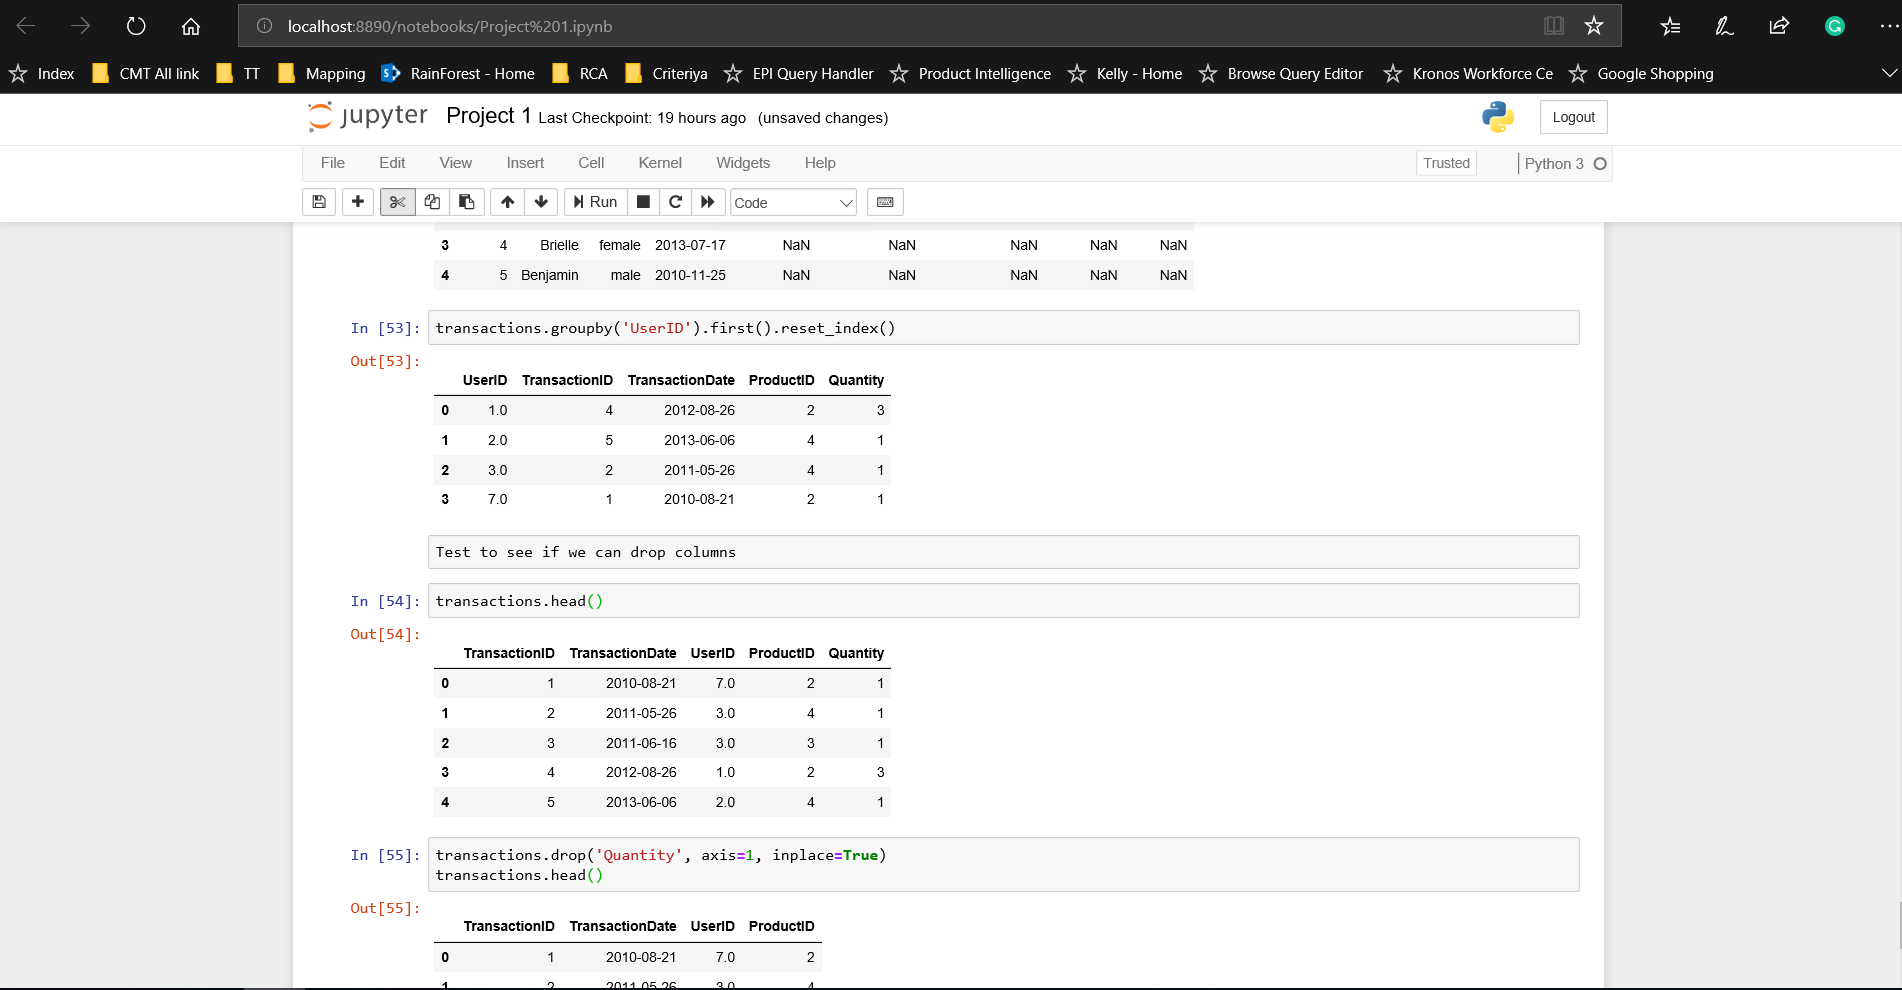 localhost:8890/notebooks/Project%201.ipynb
Index CMT All link TT Mapping RainForest - Home RCA Criteriya EPI Query Handler Product Intelligence Kelly - Home Browse Query Editor Kronos Workforce Ce Google Shopping
jupyter Project 1 Last Checkpoint: 19 hours ago (unsaved changes) Logout
File Edit View Insert Cell Kernel Widgets Help Trusted Python 3
Run Code
3 4 Brielle female 2013-07-17 NaN NaN NaN NaN NaN
4 5 Benjamin male 2010-11-25 NaN NaN NaN NaN NaN
In [53]: transactions.groupby('UserID').first().reset_index()
Out[53]:
UserID TransactionID TransactionDate ProductID Quantity
0 1.0 4 2012-08-26 2 3
1 2.0 5 2013-06-06 4 1
2 3.0 2 2011-05-26 4 1
3 7.0 1 2010-08-21 2 1
Test to see if we can drop columns
In [54]: transactions.head()
Out[54]:
TransactionID TransactionDate UserID ProductID Quantity
0 1 2010-08-21 7.0 2 1
1 2 2011-05-26 3.0 4 1
2 3 2011-06-16 3.0 3 1
3 4 2012-08-26 1.0 2 3
4 5 2013-06-06 2.0 4 1
In [55]: transactions.drop('Quantity', axis=1, inplace=True)
transactions.head()
Out[55]:
TransactionID TransactionDate UserID ProductID
0 1 2010-08-21 7.0 2
1 2 2011-05-26 3.0 4